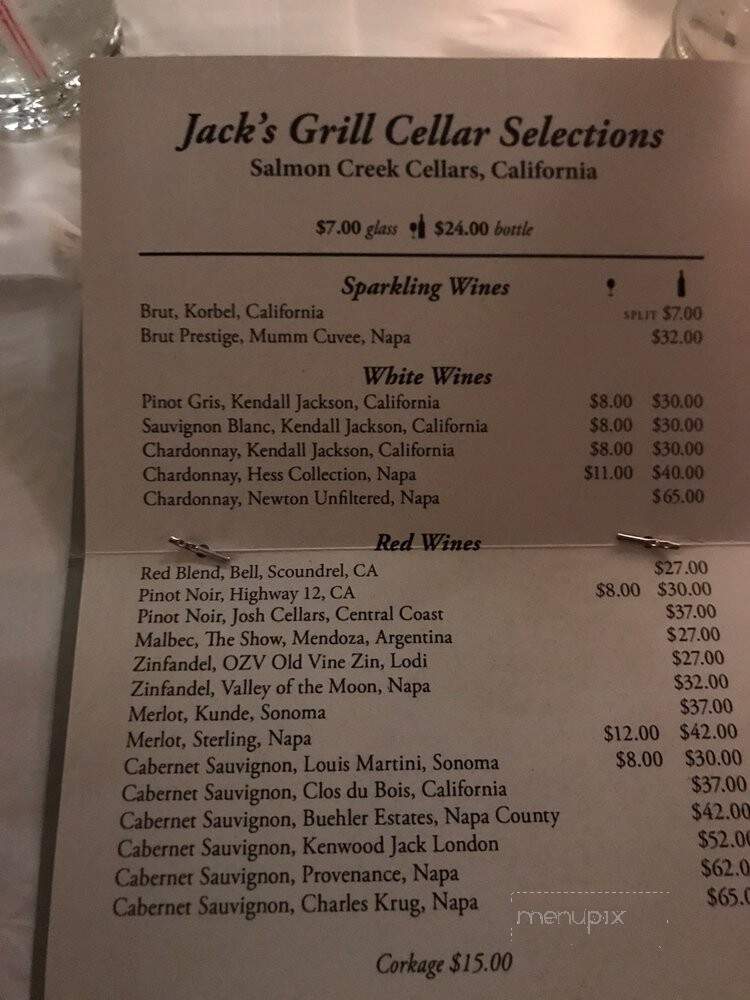 Jack's Grill Cellar Selections
Salmon Creek Cellars, California
$7.00 glass $24.00 bottle
Sparkling Wines
Brut, Korbel, California SPLIT $7.00
Brut Prestige, Mumm Cuvee, Napa $32.00
White Wines
Pinot Gris, Kendall Jackson, California $8.00 $30.00
Sauvignon Blanc, Kendall Jackson, California $8.00 $30.00
Chardonnay, Kendall Jackson, California $8.00 $30.00
Chardonnay, Hess Collection, Napa $11.00 $40.00
Chardonnay, Newton Unfiltered, Napa $65.00
Red Wines
Red Blend, Bell, Scoundrel, CA $27.00
Pinot Noir, Highway 12, CA $8.00 $30.00
Pinot Noir, Josh Cellars, Central Coast $37.00
Malbec, The Show, Mendoza, Argentina $27.00
Zinfandel, OZV Old Vine Zin, Lodi $27.00
Zinfandel, Valley of the Moon, Napa $32.00
Merlot, Kunde, Sonoma $37.00
Merlot, Sterling, Napa $12.00 $42.00
Cabernet Sauvignon, Louis Martini, Sonoma $8.00 $30.00
Cabernet Sauvignon, Clos du Bois, California $37.00
Cabernet Sauvignon, Buehler Estates, Napa County $42.00
Cabernet Sauvignon, Kenwood Jack London $52.0
Cabernet Sauvignon, Provenance, Napa $62.0
Cabernet Sauvignon, Charles Krug, Napa $65.
menupix
Corkage $15.00